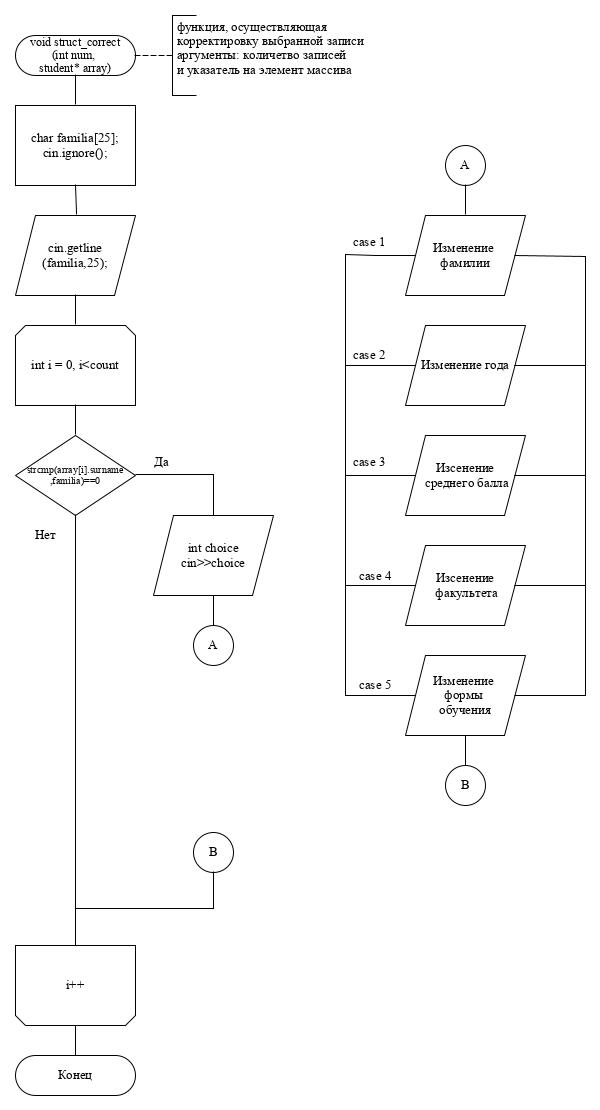 void struct_correct
(int num,
student* array)
функция, осуществляющая
корректировку выбранной записи
аргументы: количетво записей
и указатель на элемент массива
char familia[25];
cin.ignore();
cin.getline
(familia,25);
int i = 0, i<count
strcmp(array[i].surname
,familia)==0
Да
Нет
int choice
cin>>choice
A
B
i++
Конец
A
case 1
Изменение
фамилии
case 2
Изменение года
case 3
Изсенение
среднего балла
case 4
Изсенение
факультета
case 5
Изменение
формы
обучения
B